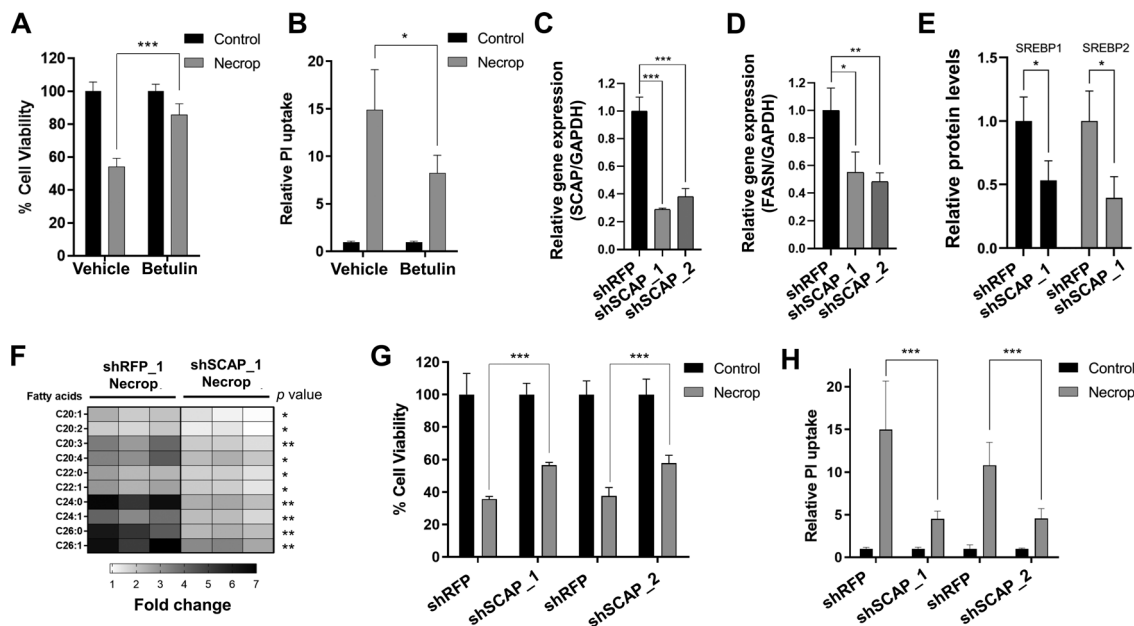 A
Control
Necrop
***
% Cell Viability
120
100
80
60
40
20
0
Vehicle
Betulin
B
Control
Necrop
*
Relative PI uptake
20
15
10
5
0
Vehicle
Betulin
C
Relative gene expression
(SCAP/GAPDH)
***
***
1.2
1.0
0.8
0.6
0.4
0.2
0.0
shRFP
shSCAP_1
shSCAP_2
D
Relative gene expression
(FASN/GAPDH)
**
*
1.2
1.0
0.8
0.6
0.4
0.2
0.0
shRFP
shSCAP_1
shSCAP_2
E
SREBP1
SREBP2
*
*
Relative protein levels
1.5
1.0
0.5
0.0
shRFP
shSCAP_1
shRFP
shSCAP_1
F
shRFP_1
Necrop
shSCAP_1
Necrop
Fatty acids
p value
C20:1 *
C20:2 *
C20:3 **
C20:4 *
C22:0 *
C22:1 *
C24:0 **
C24:1 **
C26:0 **
C26:1 **
1 2 3 4 5 6 7
Fold change
G
Control
Necrop
***
***
% Cell Viability
120
100
80
60
40
20
0
shRFP
shSCAP_1
shRFP
shSCAP_2
H
Control
Necrop
***
***
Relative PI uptake
20
15
10
5
0
shRFP
shSCAP_1
shRFP
shSCAP_2